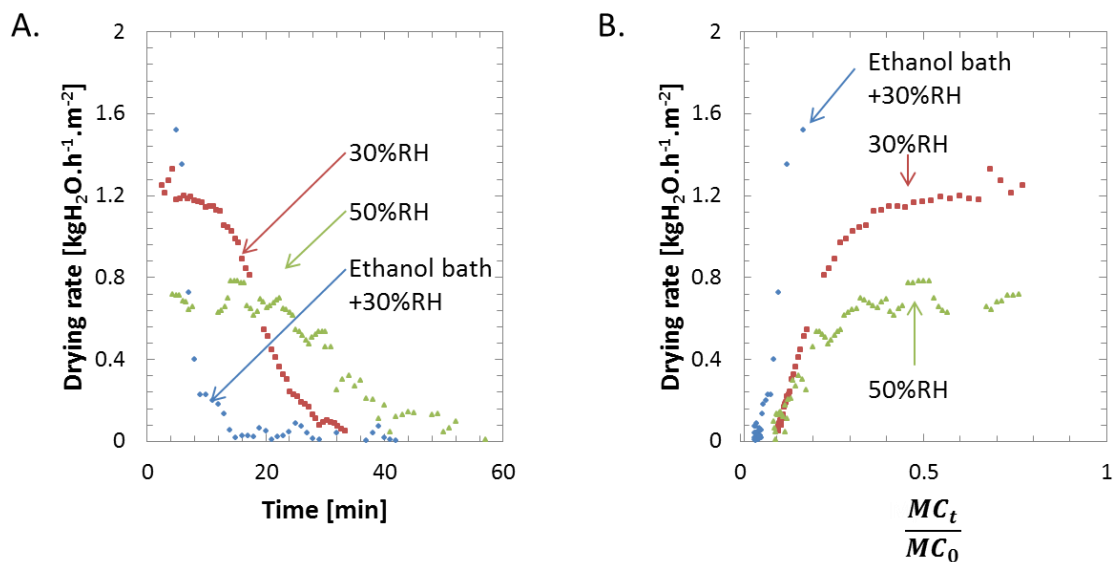 A.
Drying rate [kgH₂O.h⁻¹.m⁻²]
2
1.6
1.2
0.8
0.4
0
0
20
40
60
Time [min]
30%RH
50%RH
Ethanol bath
+30%RH
B.
Drying rate [kgH₂O.h⁻¹.m⁻²]
2
1.6
1.2
0.8
0.4
0
0
0.5
1
Ethanol bath
+30%RH
30%RH
50%RH
MCₜ
MC₀